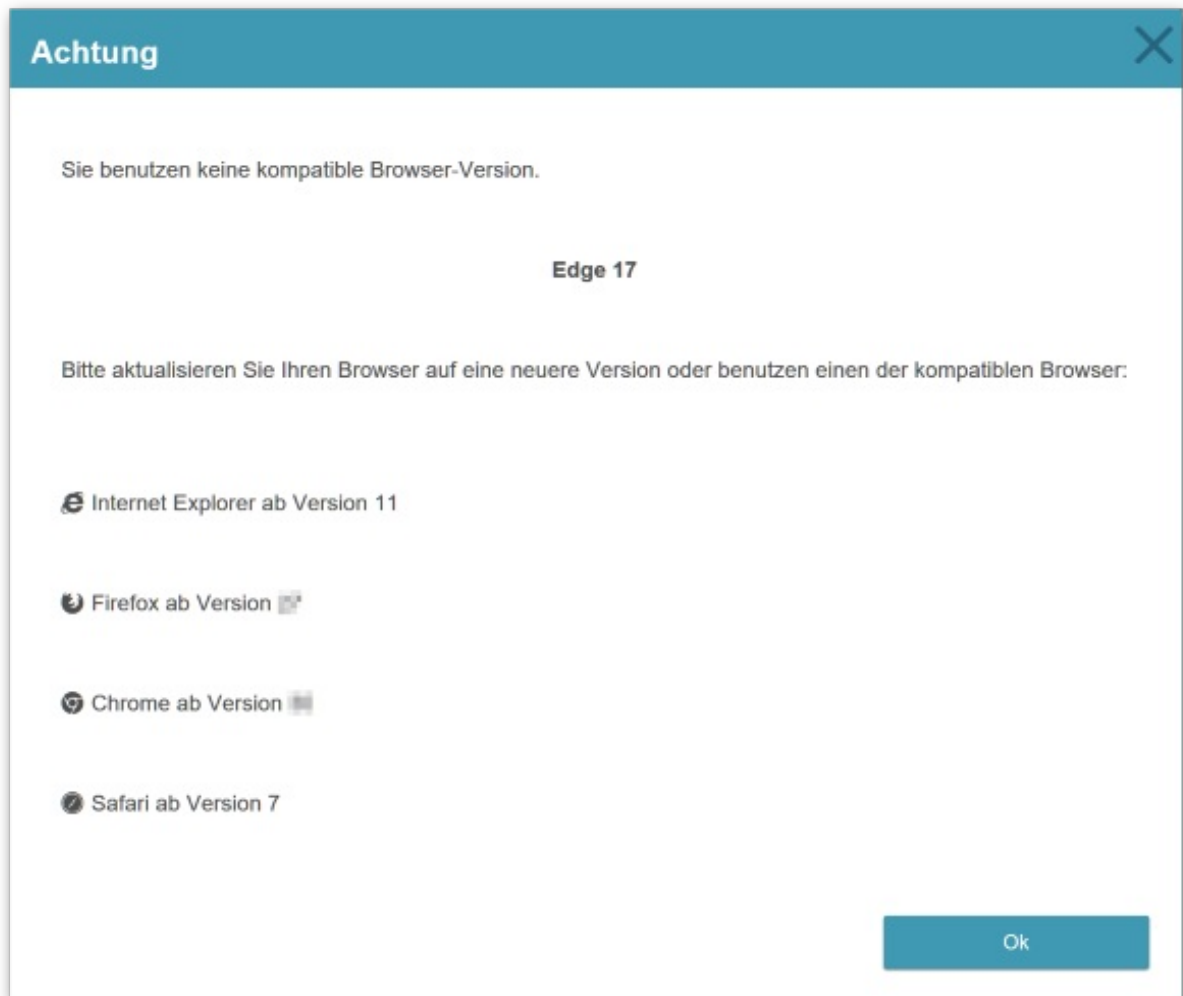 Achtung
Sie benutzen keine kompatible Browser-Version.
Edge 17
Bitte aktualisieren Sie Ihren Browser auf eine neuere Version oder benutzen einen der kompatiblen Browser:
Internet Explorer ab Version 11
Firefox ab Version
Chrome ab Version
Safari ab Version 7
Ok